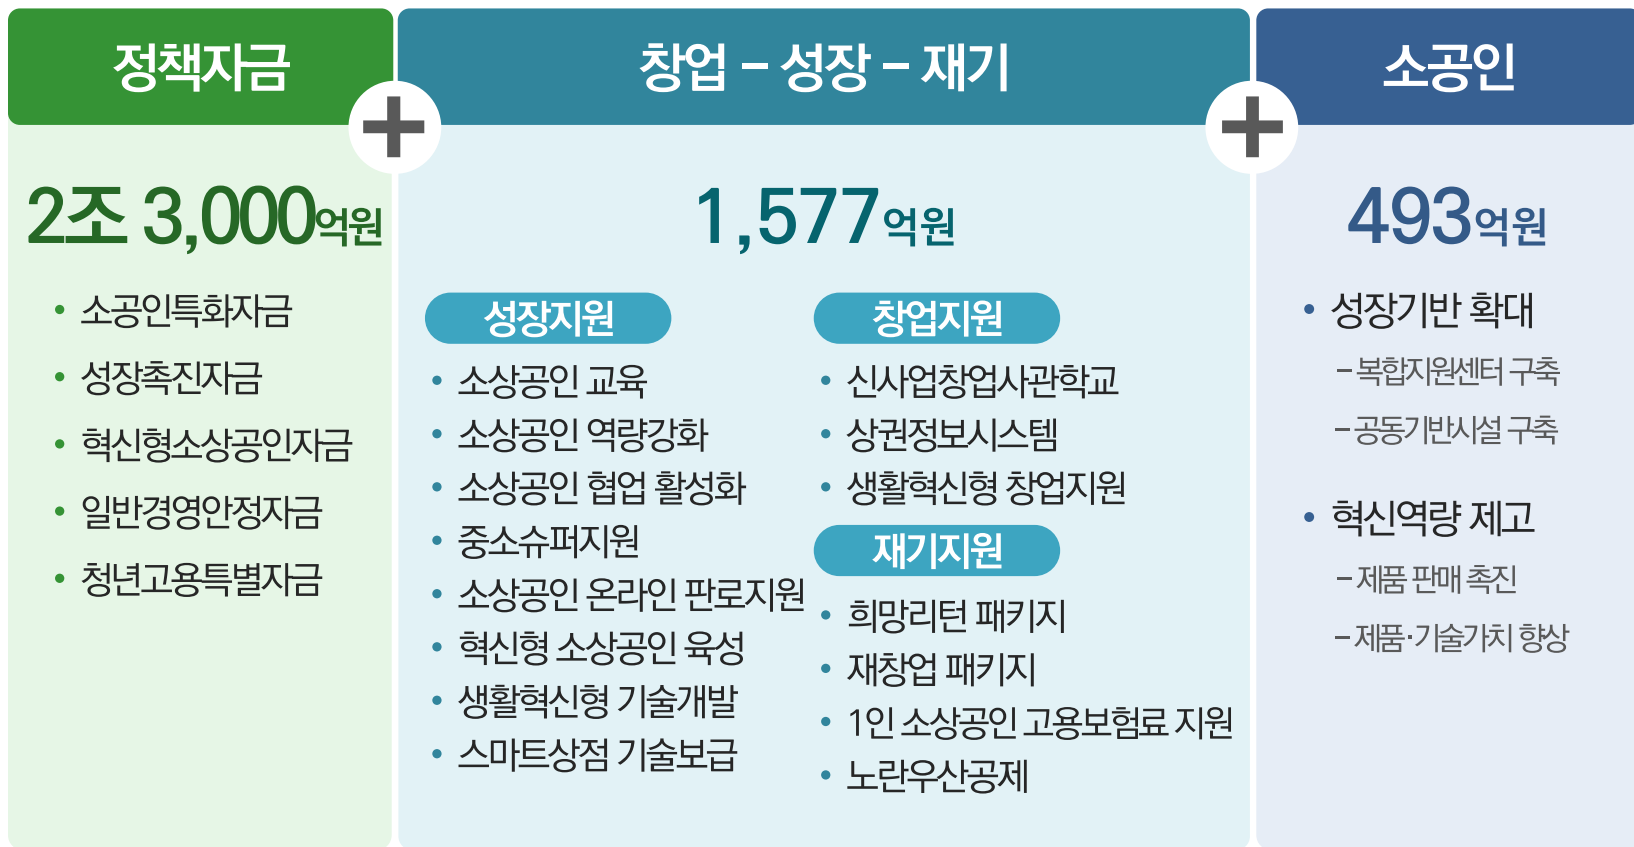 정책자금
2조 3,000억원
• 소공인특화자금
• 성장촉진자금
• 혁신형소상공인자금
• 일반경영안정자금
• 청년고용특별자금
+
창업 – 성장 – 재기
1,577억원
성장지원
• 소상공인 교육
• 소상공인 역량강화
• 소상공인 협업 활성화
• 중소슈퍼지원
• 소상공인 온라인 판로지원
• 혁신형 소상공인 육성
• 생활혁신형 기술개발
• 스마트상점 기술보급
창업지원
• 신사업창업사관학교
• 상권정보시스템
• 생활혁신형 창업지원
재기지원
• 희망리턴 패키지
• 재창업 패키지
• 1인 소상공인 고용보험료 지원
• 노란우산공제
+
소공인
493억원
• 성장기반 확대
– 복합지원센터 구축
– 공동기반시설 구축
• 혁신역량 제고
– 제품 판매 촉진
– 제품·기술가치 향상